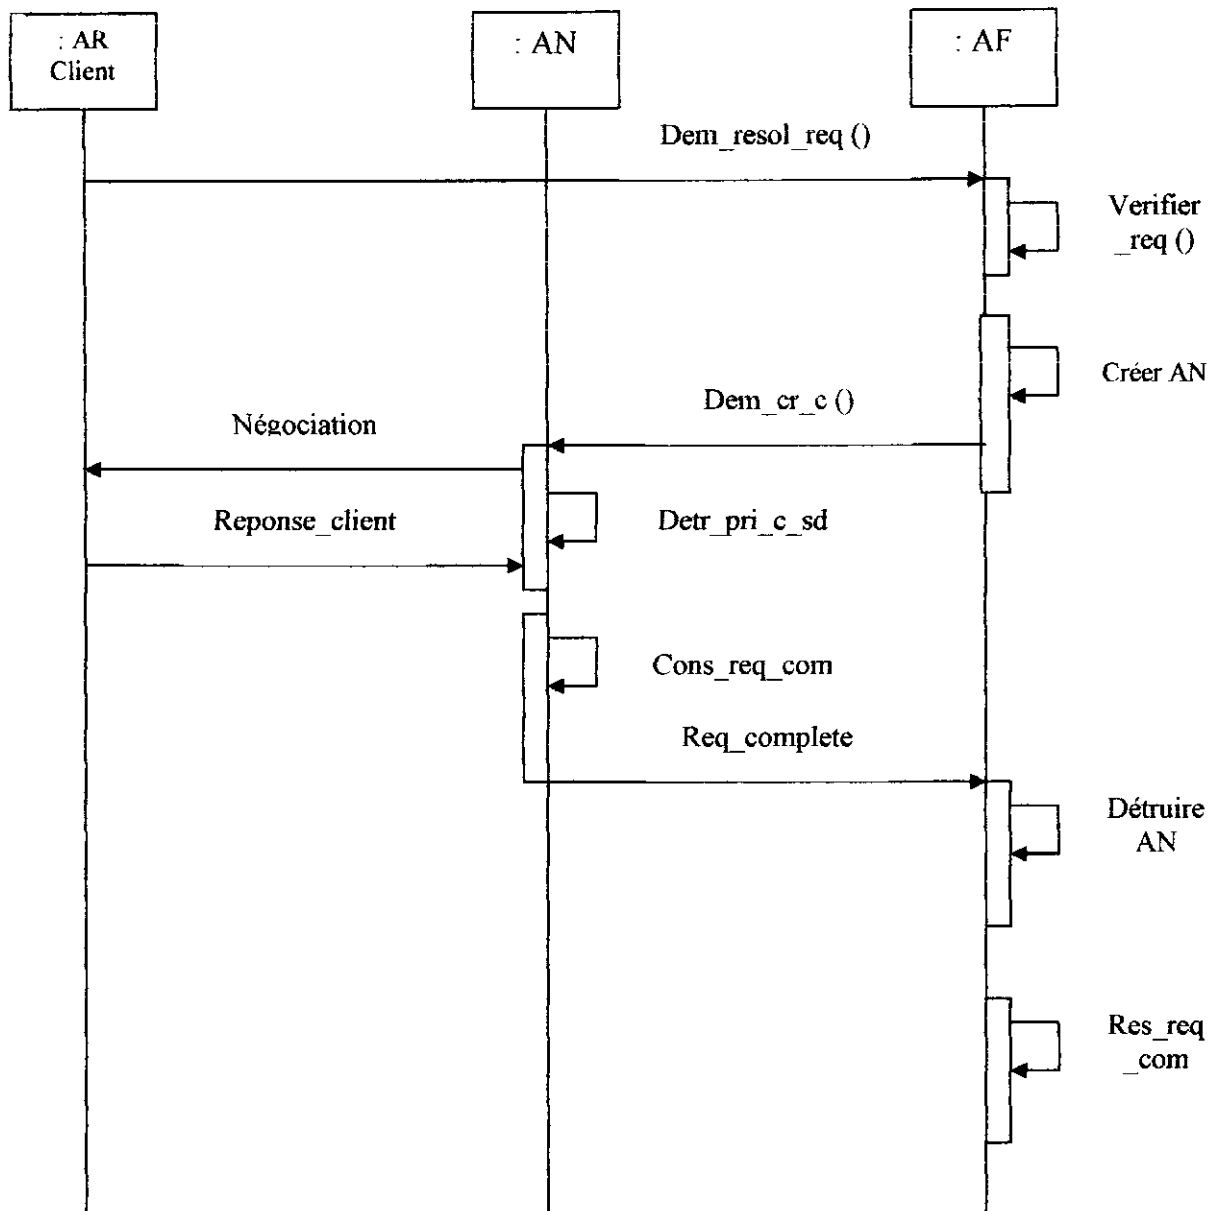 : AR
Client
: AN
: AF
Dem_resol_req ()
Verifier
_req ()
Créer AN
Dem_cr_c ()
Négociation
Reponse_client
Detr_pri_c_sd
Cons_req_com
Req_complete
Détruire
AN
Res_req
_com